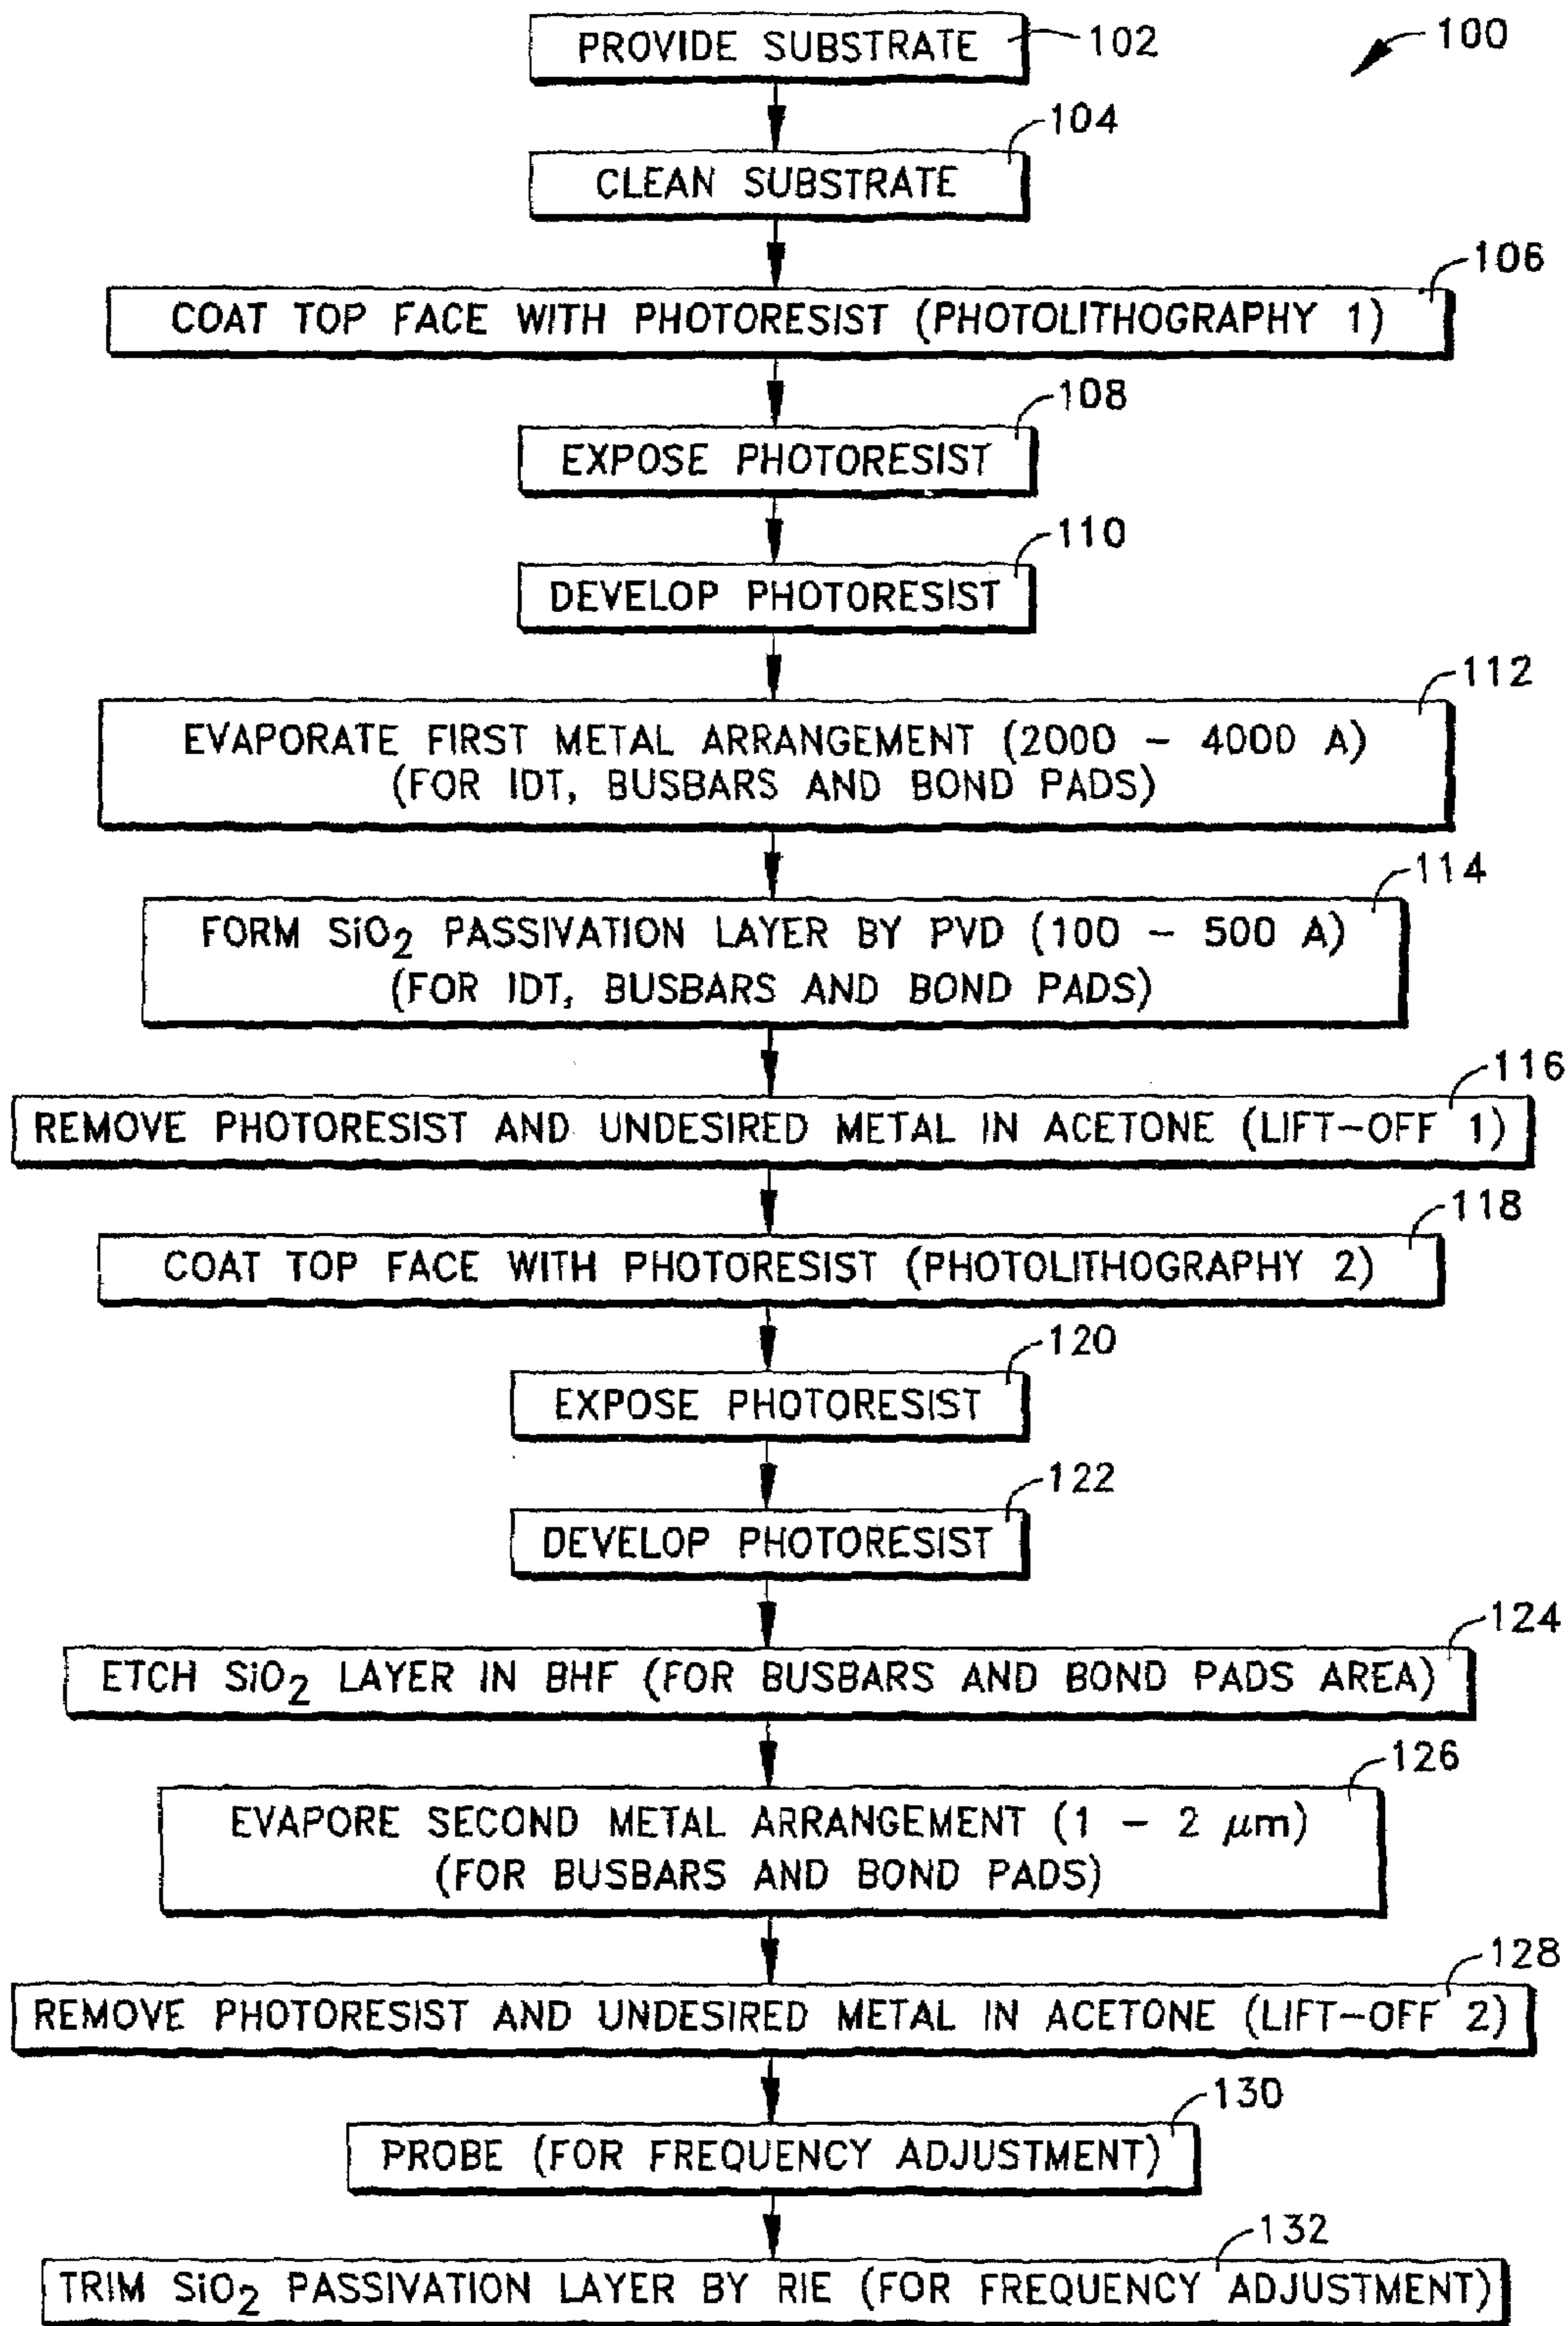 PROVIDE SUBSTRATE 102
100
104
CLEAN SUBSTRATE
106
COAT TOP FACE WITH PHOTORESIST (PHOTOLITHOGRAPHY 1)
108
EXPOSE PHOTORESIST
110
DEVELOP PHOTORESIST
112
EVAPORATE FIRST METAL ARRANGEMENT (2000 - 4000 A)
(FOR IDT, BUSBARS AND BOND PADS)
114
FORM SiO2 PASSIVATION LAYER BY PVD (100 - 500 A)
(FOR IDT, BUSBARS AND BOND PADS)
116
REMOVE PHOTORESIST AND UNDESIRED METAL IN ACETONE (LIFT-OFF 1)
118
COAT TOP FACE WITH PHOTORESIST (PHOTOLITHOGRAPHY 2)
120
EXPOSE PHOTORESIST
122
DEVELOP PHOTORESIST
124
ETCH SiO2 LAYER IN BHF (FOR BUSBARS AND BOND PADS AREA)
126
EVAPORE SECOND METAL ARRANGEMENT (1 - 2 μm)
(FOR BUSBARS AND BOND PADS)
128
REMOVE PHOTORESIST AND UNDESIRED METAL IN ACETONE (LIFT-OFF 2)
130
PROBE (FOR FREQUENCY ADJUSTMENT)
132
TRIM SiO2 PASSIVATION LAYER BY RIE (FOR FREQUENCY ADJUSTMENT)